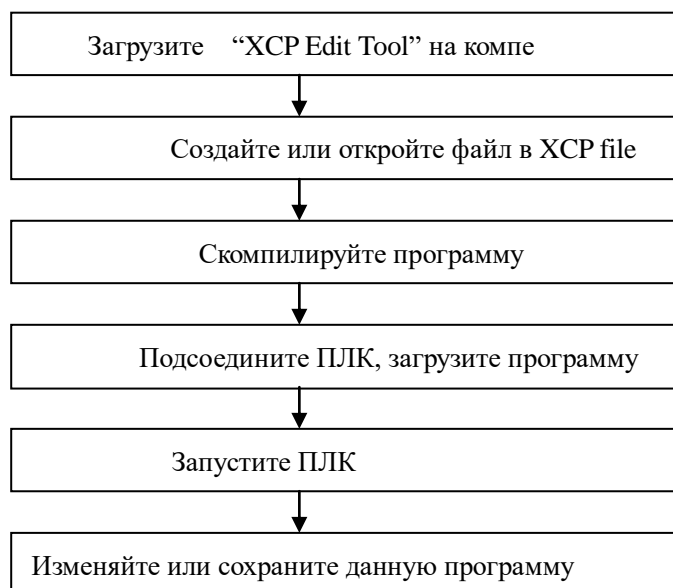 Загрузите “XCP Edit Tool” на компе
Создайте или откройте файл в XCP file
Скомпилируйте программу
Подсоедините ПЛК, загрузите программу
Запустите ПЛК
Изменяйте или сохраните данную программу